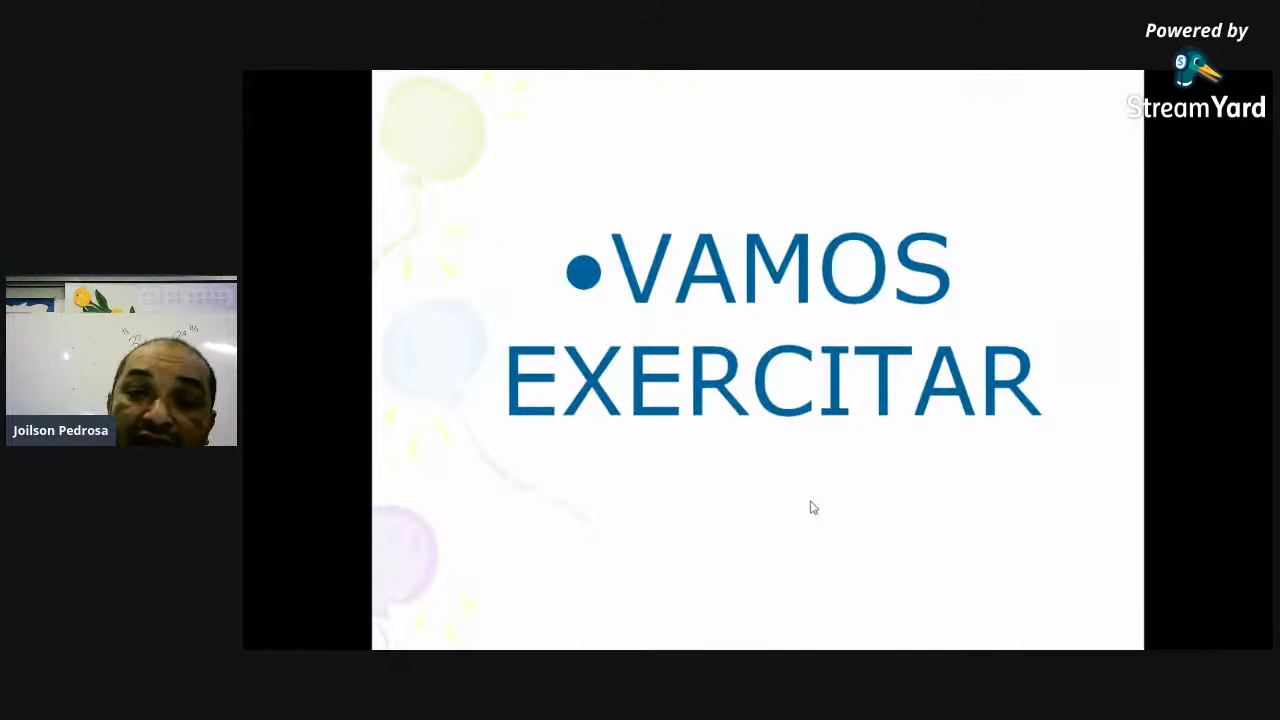 Powered by
StreamYard
•VAMOS
EXERCITAR
Joilson Pedrosa